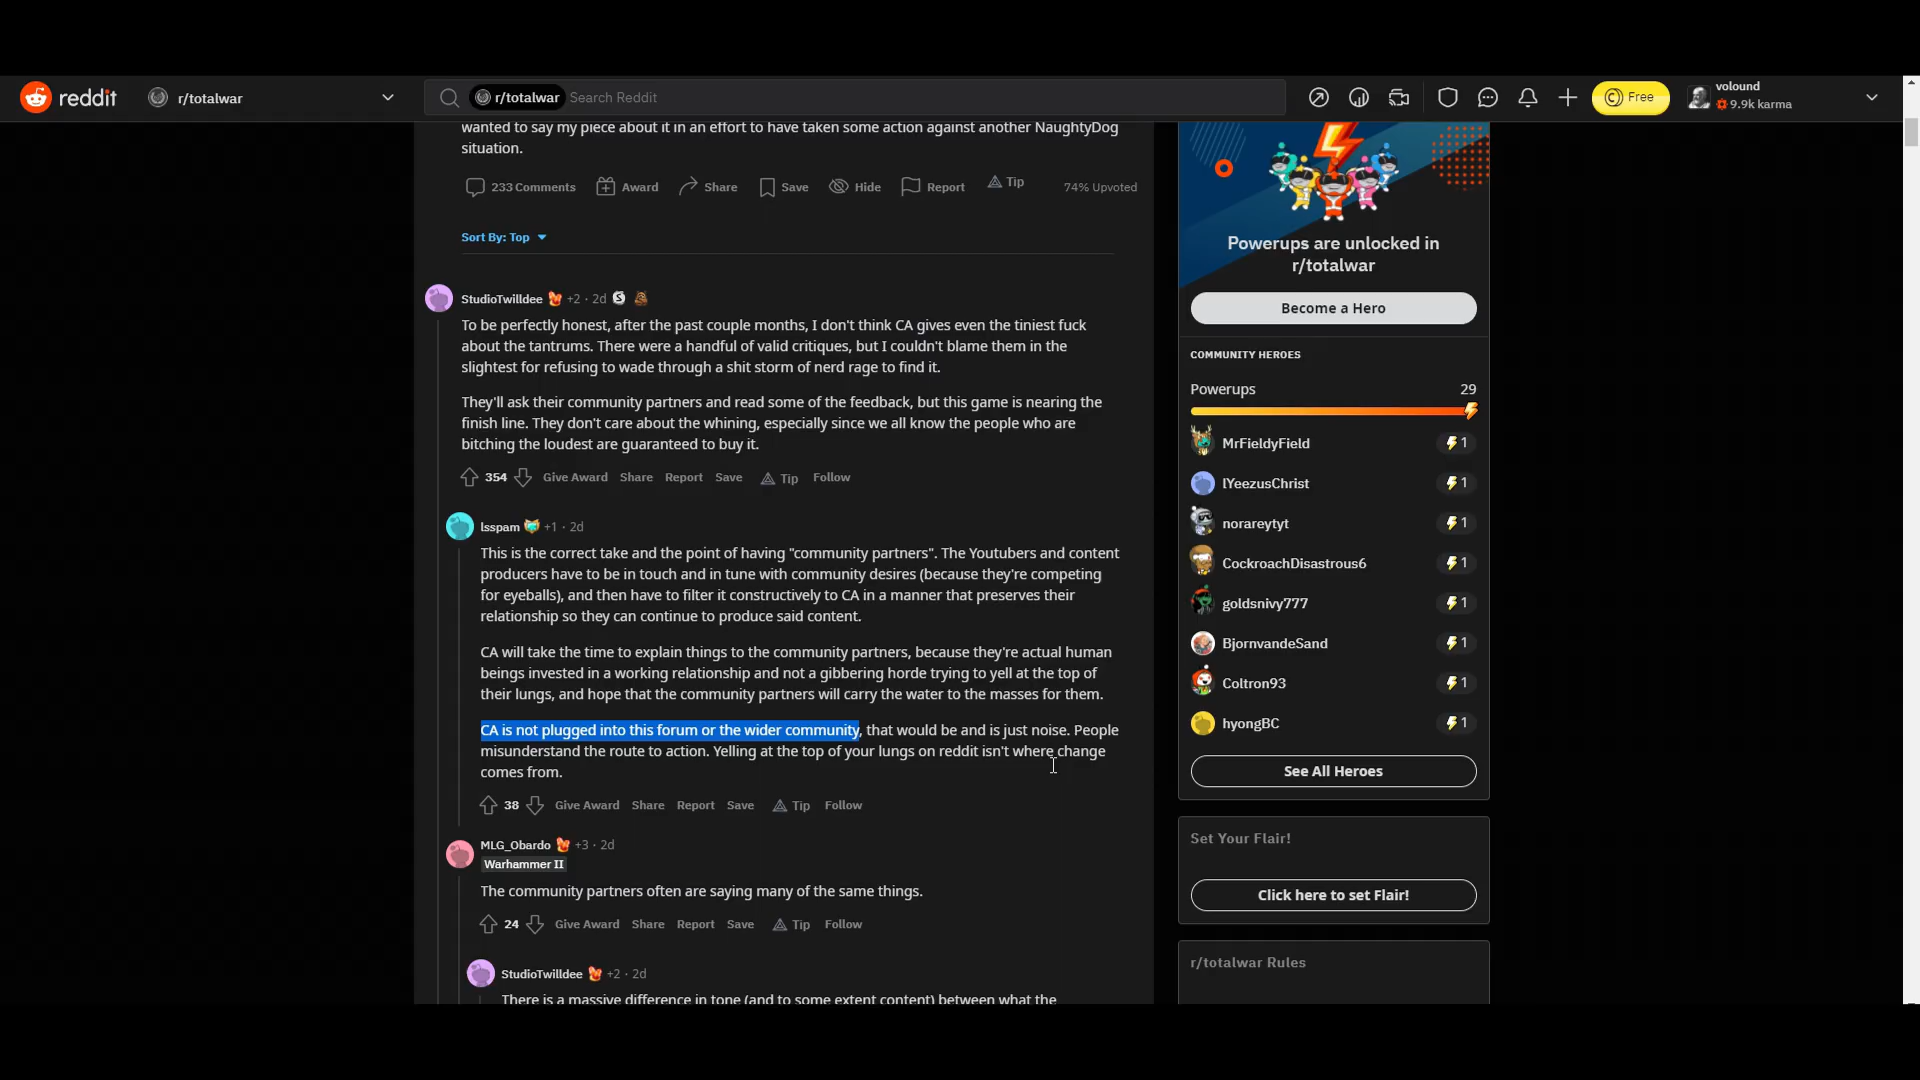 reddit
r/totalwar
r/totalwar Search Reddit
Free
volound
9.9k karma
wanted to say my piece about it in an effort to have taken some action against another NaughtyDog
situation.
233 Comments Award Share Save Hide Report Tip 74% Upvoted
Sort By: Top
StudioTwilldee +2 · 2d
To be perfectly honest, after the past couple months, I don't think CA gives even the tiniest fuck
about the tantrums. There were a handful of valid critiques, but I couldn't blame them in the
slightest for refusing to wade through a shit storm of nerd rage to find it.
They'll ask their community partners and read some of the feedback, but this game is nearing the
finish line. They don't care about the whining, especially since we all know the people who are
bitching the loudest are guaranteed to buy it.
354 Give Award Share Report Save Tip Follow
lsspam +1 · 2d
This is the correct take and the point of having "community partners". The Youtubers and content
producers have to be in touch and in tune with community desires (because they're competing
for eyeballs), and then have to filter it constructively to CA in a manner that preserves their
relationship so they can continue to produce said content.
CA will take the time to explain things to the community partners, because they're actual human
beings invested in a working relationship and not a gibbering horde trying to yell at the top of
their lungs, and hope that the community partners will carry the water to the masses for them.
CA is not plugged into this forum or the wider community, that would be and is just noise. People
misunderstand the route to action. Yelling at the top of your lungs on reddit isn't where change
comes from.
38 Give Award Share Report Save Tip Follow
MLG_Obardo +3 · 2d
Warhammer II
The community partners often are saying many of the same things.
24 Give Award Share Report Save Tip Follow
StudioTwilldee +2 · 2d
There is a massive difference in tone (and to some extent content) between what the
Powerups are unlocked in
r/totalwar
Become a Hero
COMMUNITY HEROES
Powerups 29
MrFieldyField 1
lYeezusChrist 1
norareytyt 1
CockroachDisastrous6 1
goldsnivy777 1
BjornvandeSand 1
Coltron93 1
hyongBC 1
See All Heroes
Set Your Flair!
Click here to set Flair!
r/totalwar Rules